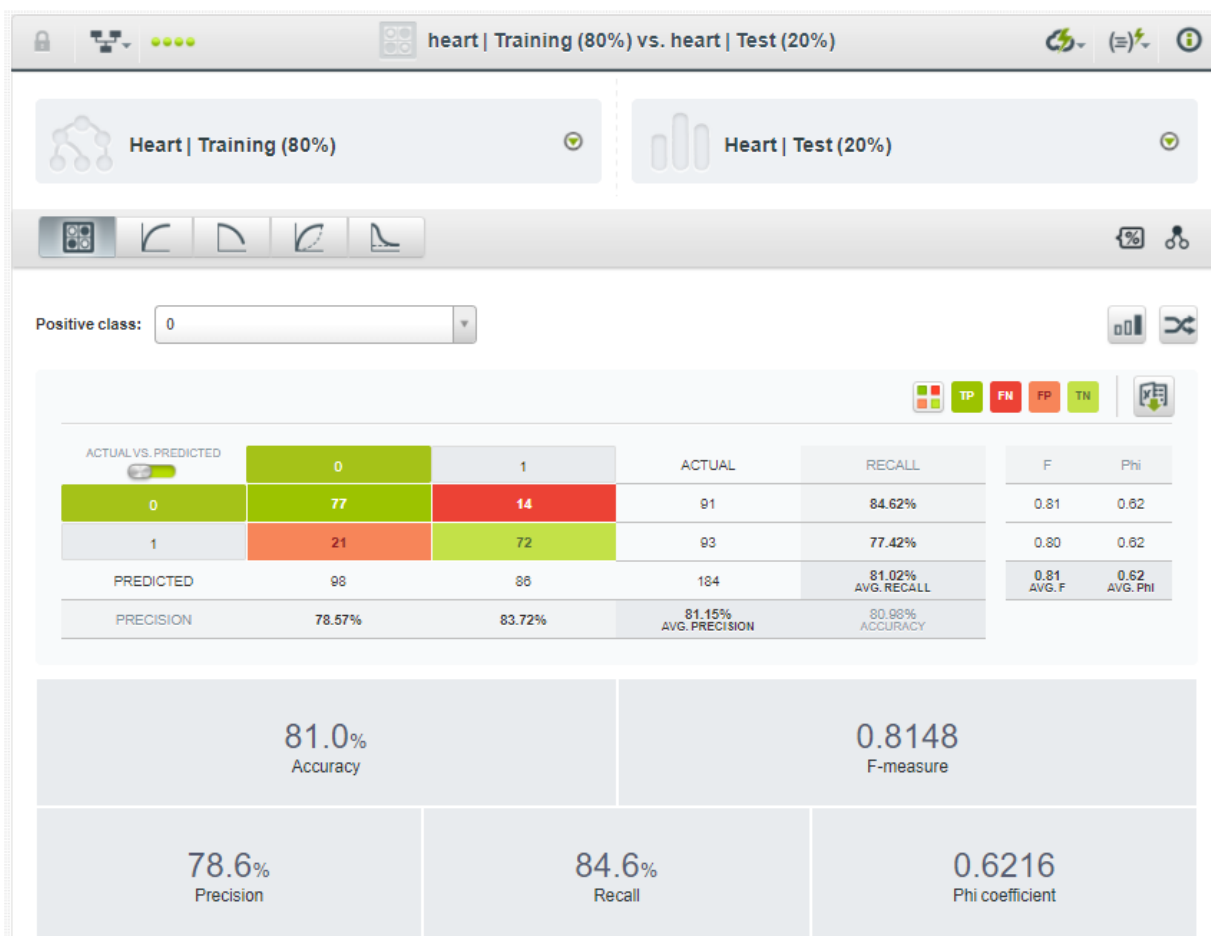 heart | Training (80%) vs. heart | Test (20%)
Heart | Training (80%)
Heart | Test (20%)
Positive class: 0
TP FN FP TN
ACTUAL VS. PREDICTED 0 1 ACTUAL RECALL F Phi
0 77 14 91 84.62% 0.81 0.62
1 21 72 93 77.42% 0.80 0.62
PREDICTED 98 86 184 81.02% 0.81 0.62
AVG. RECALL AVG. F AVG. Phi
PRECISION 78.57% 83.72% 81.15% 80.98%
AVG. PRECISION ACCURACY
81.0% 0.8148
Accuracy F-measure
78.6% 84.6% 0.6216
Precision Recall Phi coefficient